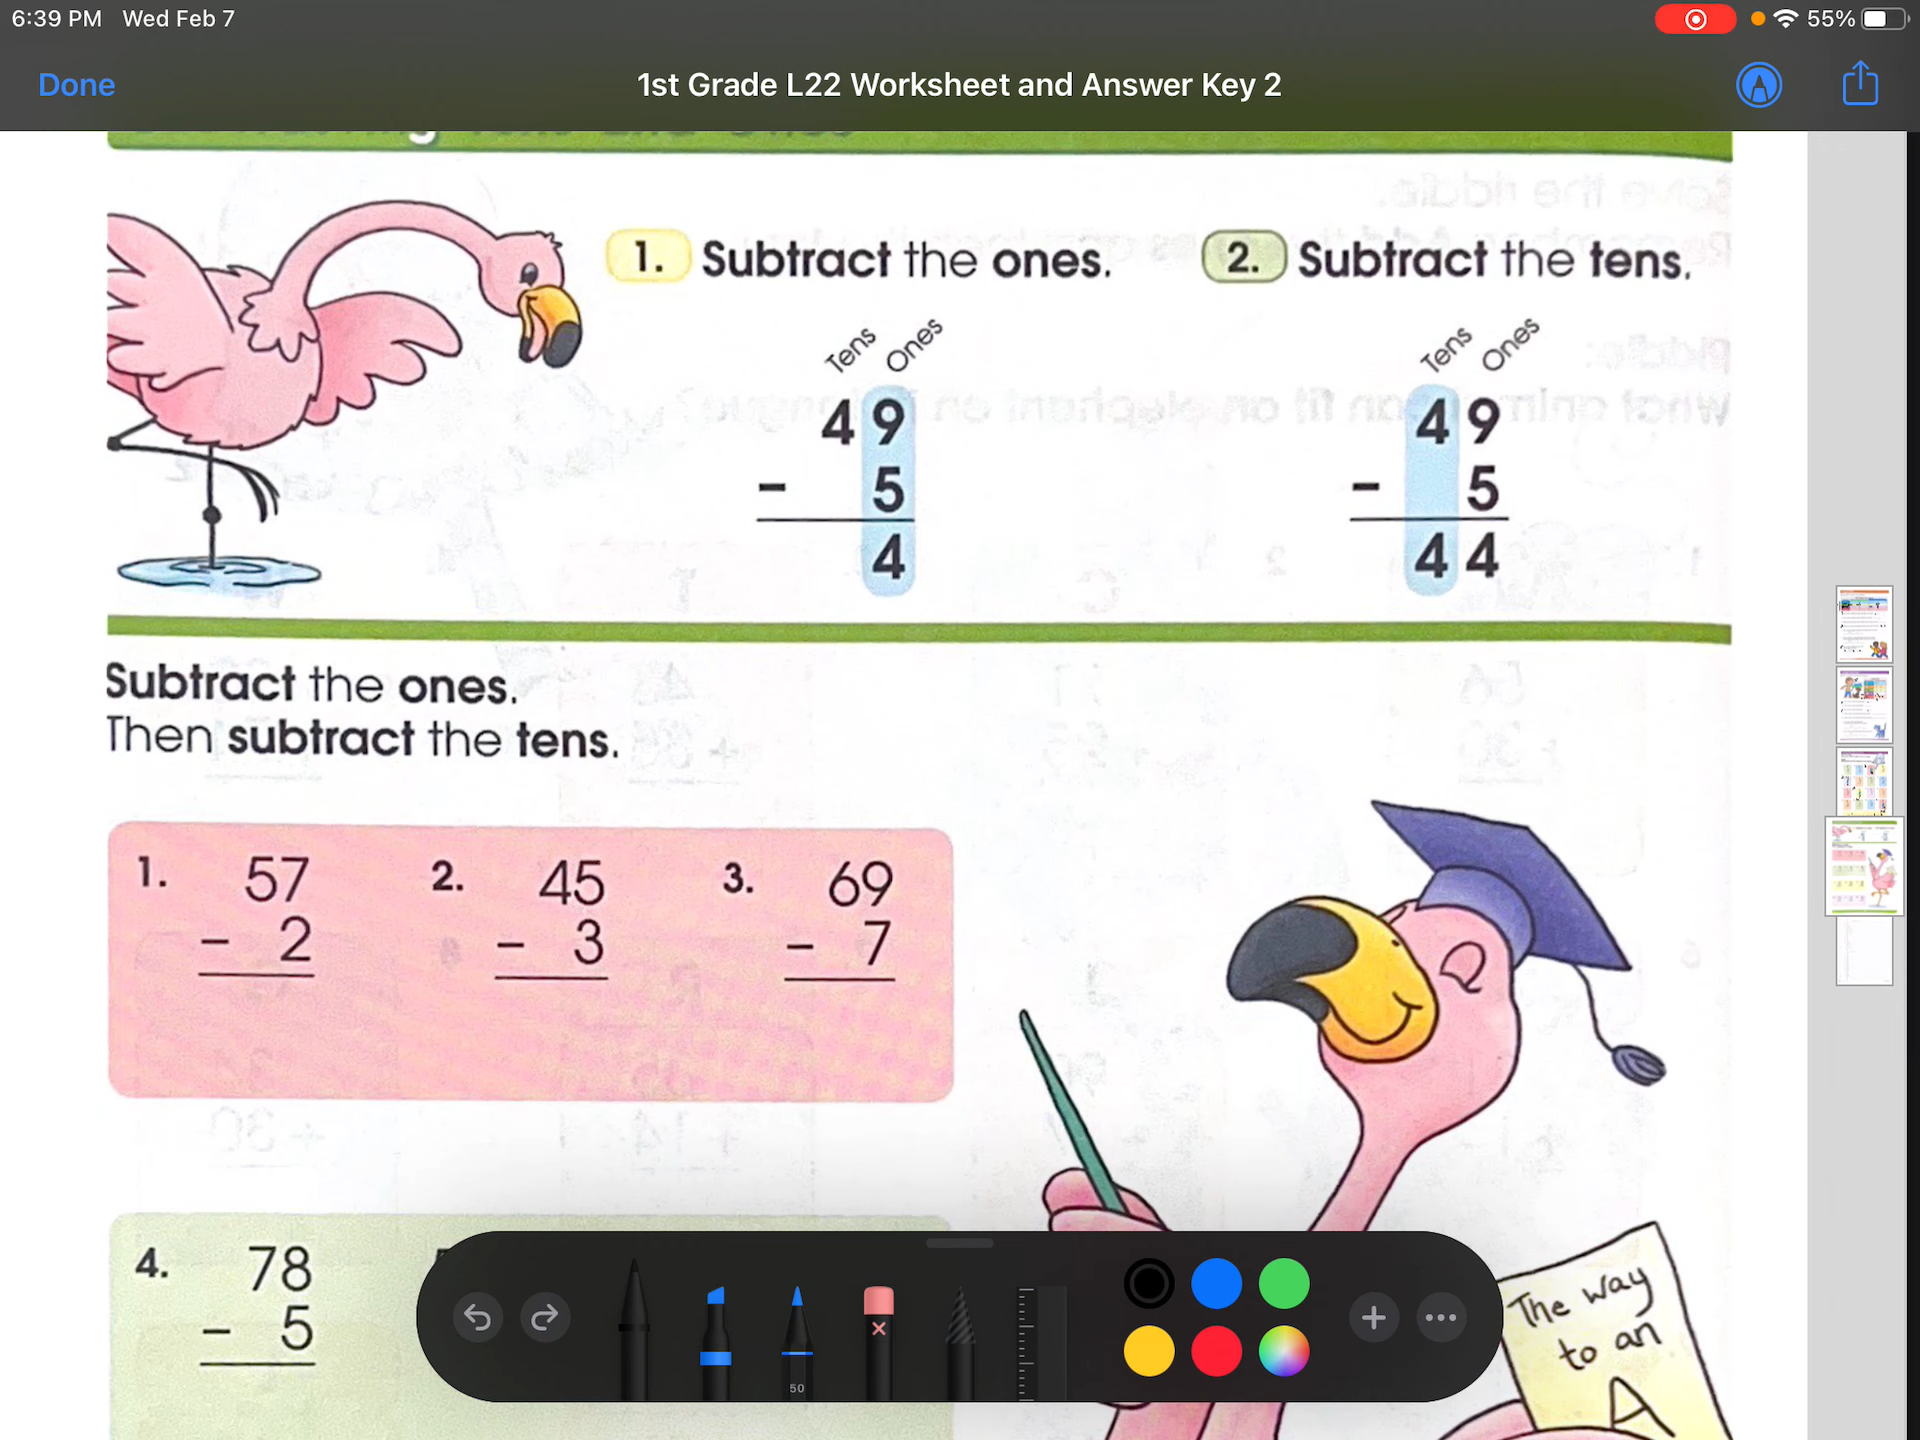 6:39 PM Wed Feb 7
55%
Done
1st Grade L22 Worksheet and Answer Key 2
1. Subtract the ones.
2. Subtract the tens.
Tens Ones
49
- 5
4
Tens Ones
49
- 5
44
Subtract the ones.
Then subtract the tens.
1. 57
- 2
2. 45
- 3
3. 69
- 7
4. 78
- 5
50
The way
to an
A